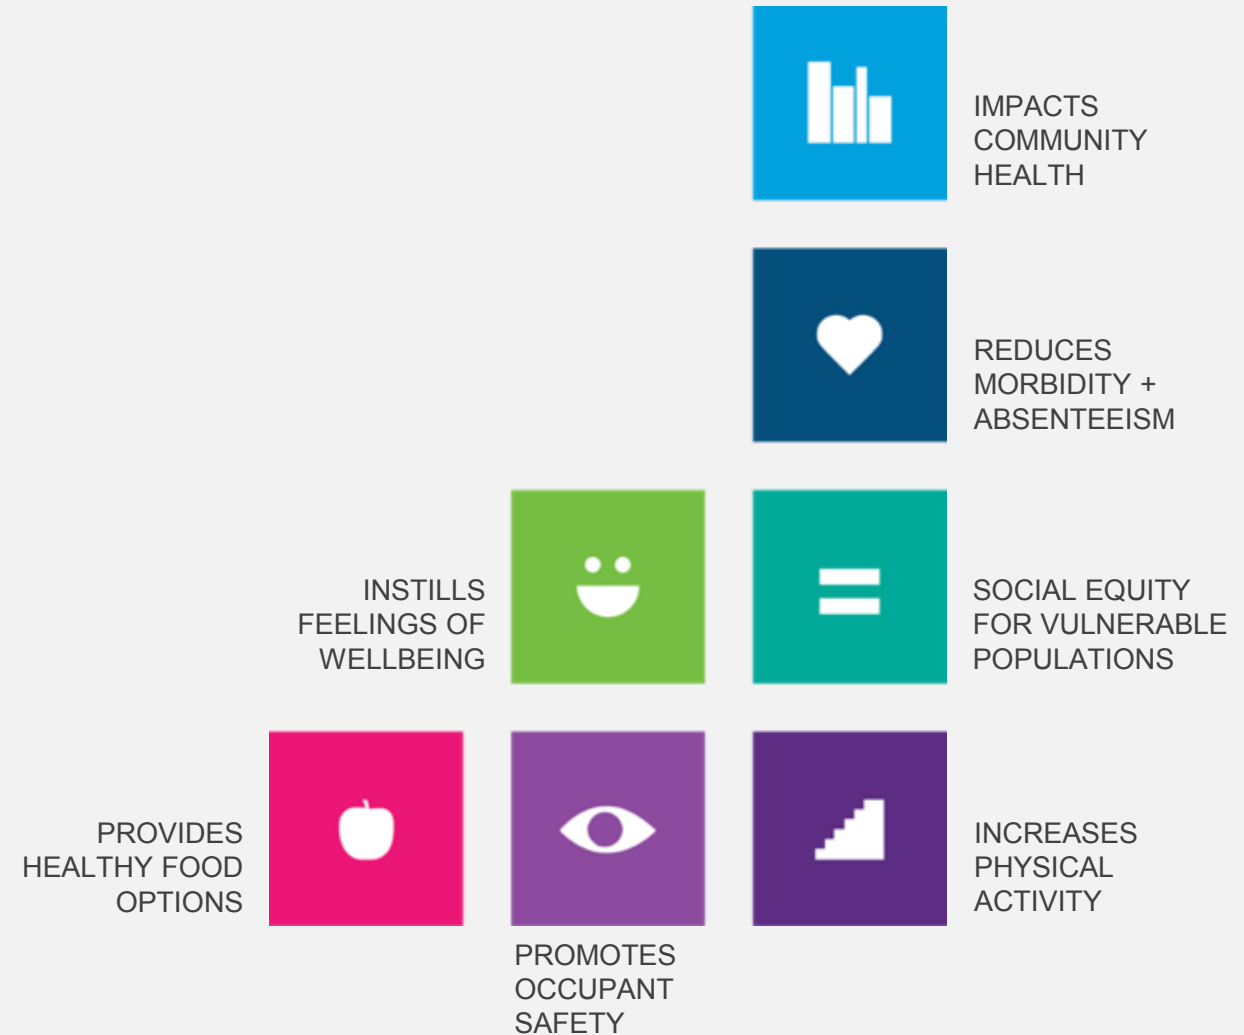 IMPACTS
COMMUNITY
HEALTH
REDUCES
MORBIDITY +
ABSENTEEISM
INSTILLS
FEELINGS OF
WELLBEING
SOCIAL EQUITY
FOR VULNERABLE
POPULATIONS
PROVIDES
HEALTHY FOOD
OPTIONS
PROMOTES
OCCUPANT
SAFETY
INCREASES
PHYSICAL
ACTIVITY